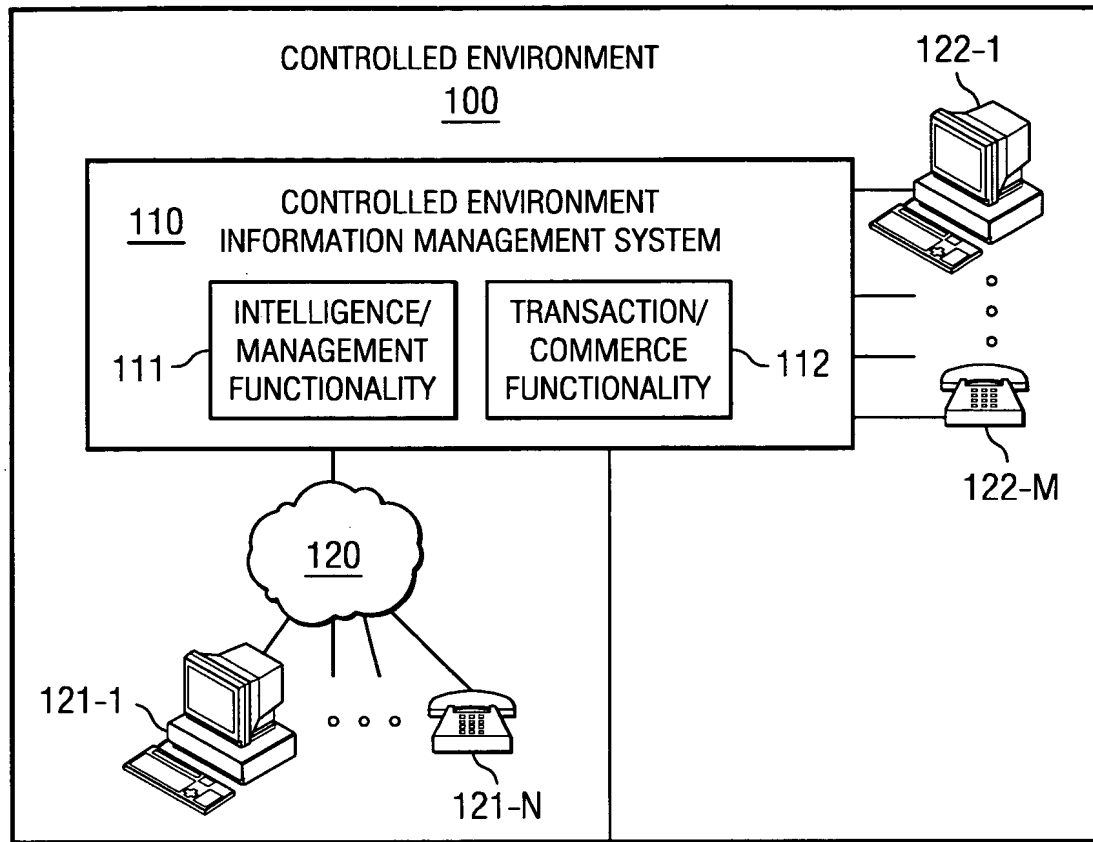 CONTROLLED ENVIRONMENT
100
122-1
110
CONTROLLED ENVIRONMENT
INFORMATION MANAGEMENT SYSTEM
111
INTELLIGENCE/
MANAGEMENT
FUNCTIONALITY
TRANSACTION/
COMMERCE
FUNCTIONALITY
112
122-M
120
121-1
121-N